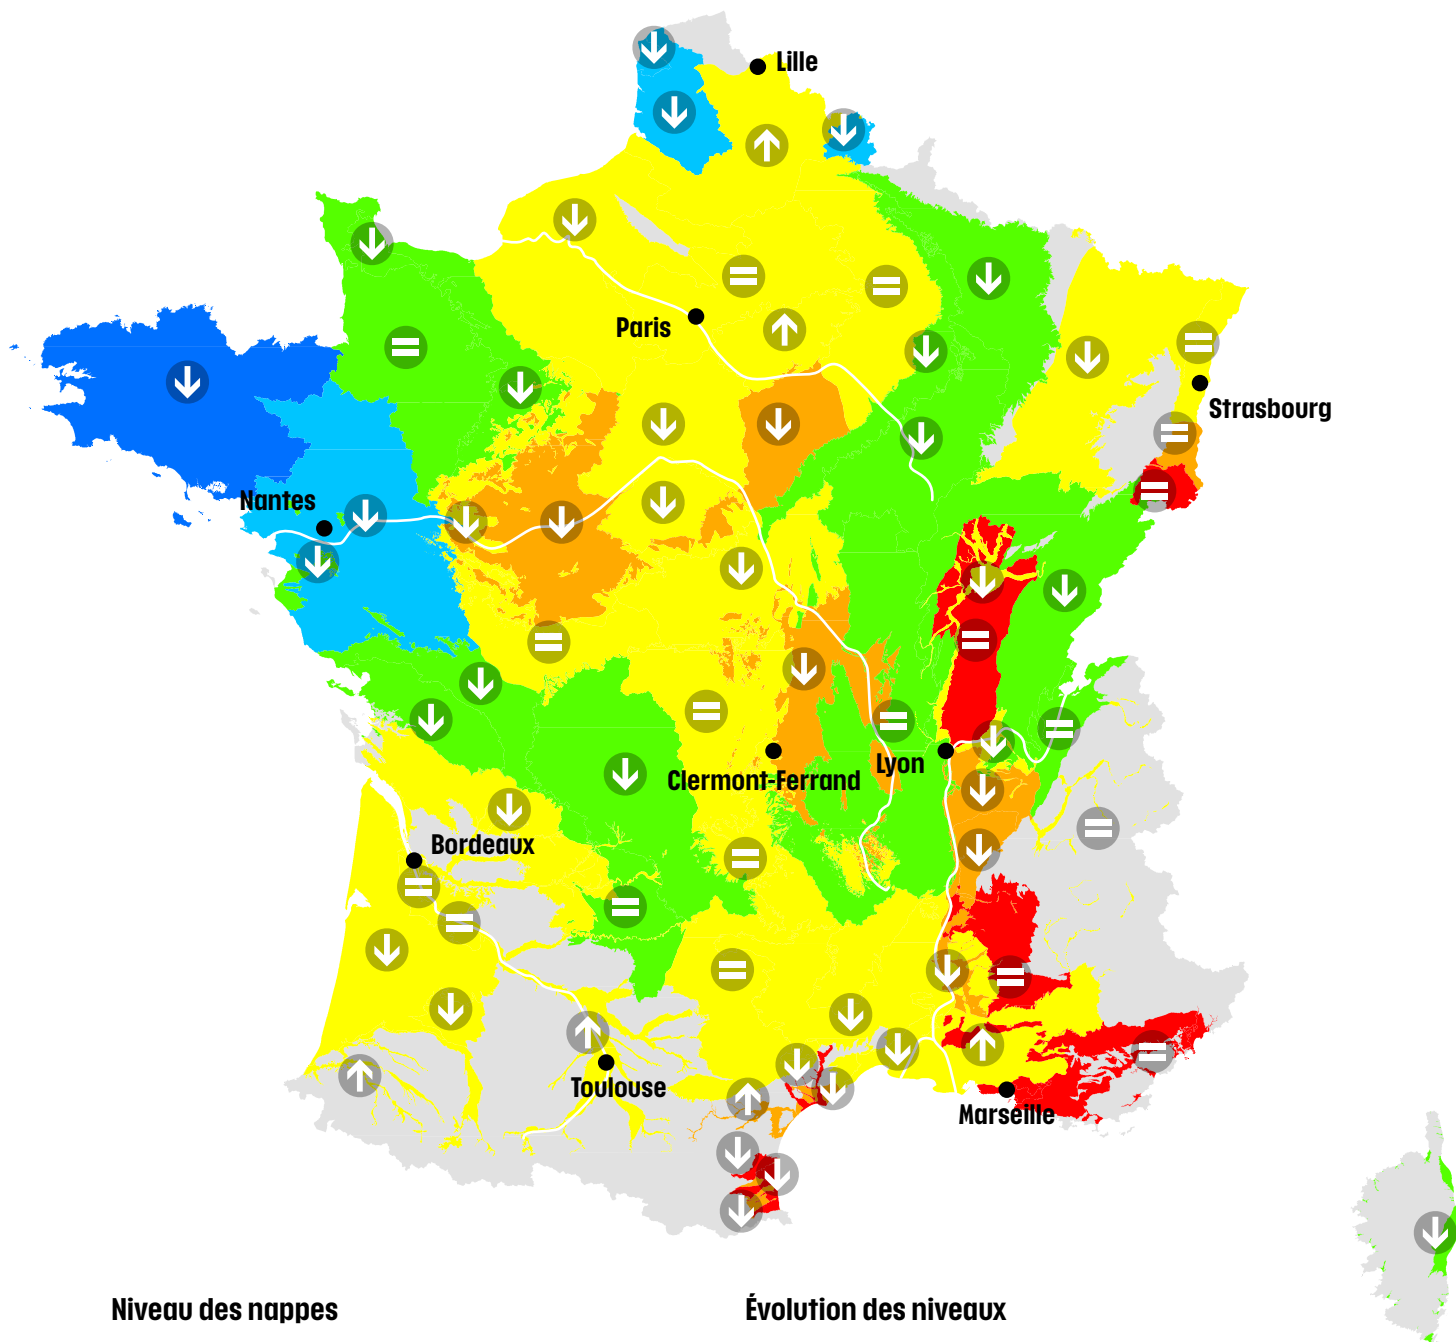 Lille
Paris
Strasbourg
Nantes
Clermont-Ferrand
Lyon
Bordeaux
Toulouse
Marseille
Niveau des nappes
Évolution des niveaux